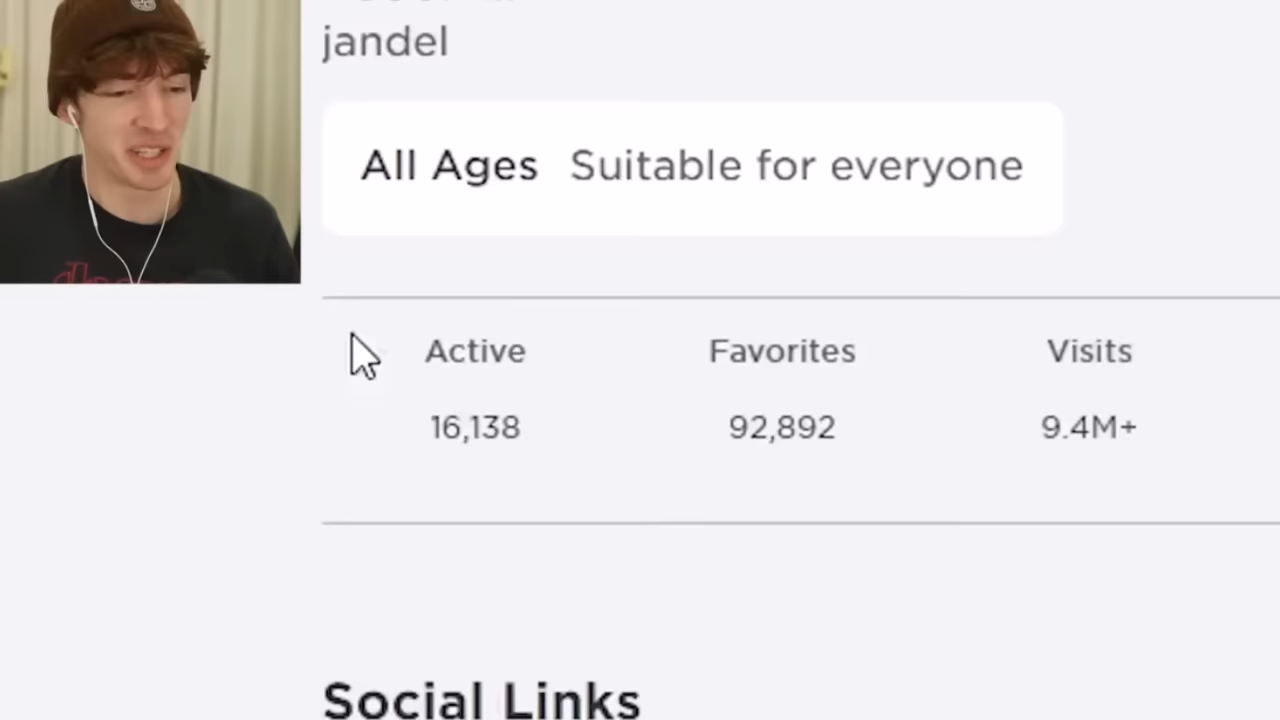 jandel
All Ages Suitable for everyone
Active Favorites Visits
16,138 92,892 9.4M+
Social Links